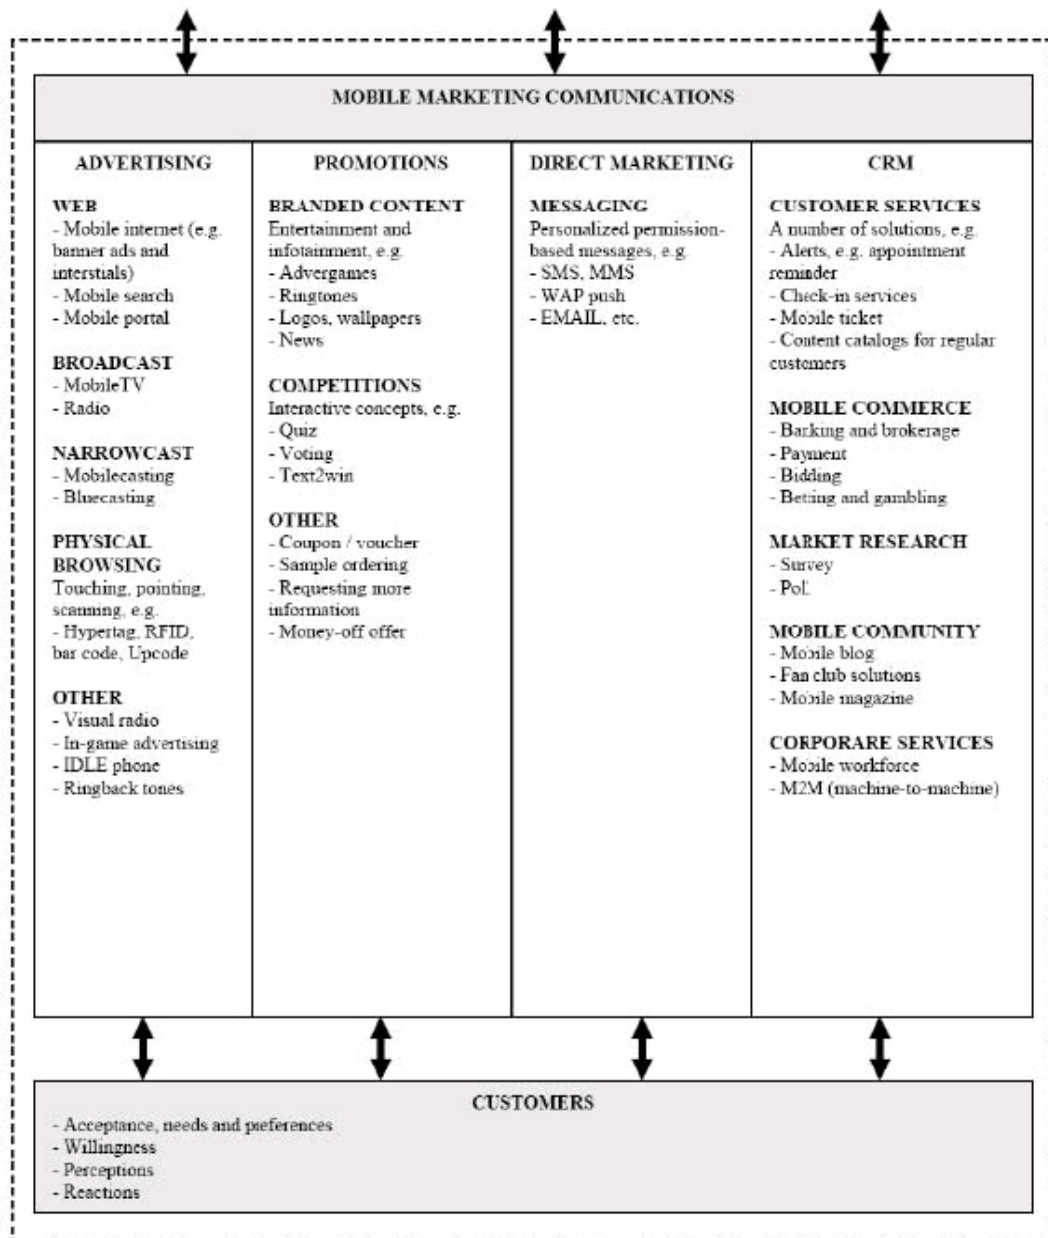 MOBILE MARKETING COMMUNICATIONS
ADVERTISING
WEB
- Mobile internet (e.g.
banner ads and
interstials)
- Mobile search
- Mobile portal
BROADCAST
- MobileTV
- Radio
NARROWCAST
- Mobilecasting
- Bluecasting
PHYSICAL
BROWSING
Touching, pointing,
scanning, e.g.
- Hypertag, RFID,
bar code, Upcode
OTHER
- Visual radio
- In-game advertising
- IDLE phone
- Ringback tones
PROMOTIONS
BRANDED CONTENT
Entertainment and
infotainment, e.g.
- Advergames
- Ringtones
- Logos, wallpapers
- News
COMPETITIONS
Interactive concepts, e.g.
- Quiz
- Voting
- Text2win
OTHER
- Coupon / voucher
- Sample ordering
- Requesting more
information
- Money-off offer
DIRECT MARKETING
MESSAGING
Personalized permission-
based messages, e.g.
- SMS, MMS
- WAP push
- EMAIL, etc.
CRM
CUSTOMER SERVICES
A number of solutions, e.g.
- Alerts, e.g. appointment
reminder
- Check-in services
- Mobile ticket
- Content catalogs for regular
customers
MOBILE COMMERCE
- Banking and brokerage
- Payment
- Bidding
- Betting and gambling
MARKET RESEARCH
- Survey
- Poll
MOBILE COMMUNITY
- Mobile blog
- Fan club solutions
- Mobile magazine
CORPORARE SERVICES
- Mobile workforce
- M2M (machine-to-machine)
CUSTOMERS
- Acceptance, needs and preferences
- Willingness
- Perceptions
- Reactions